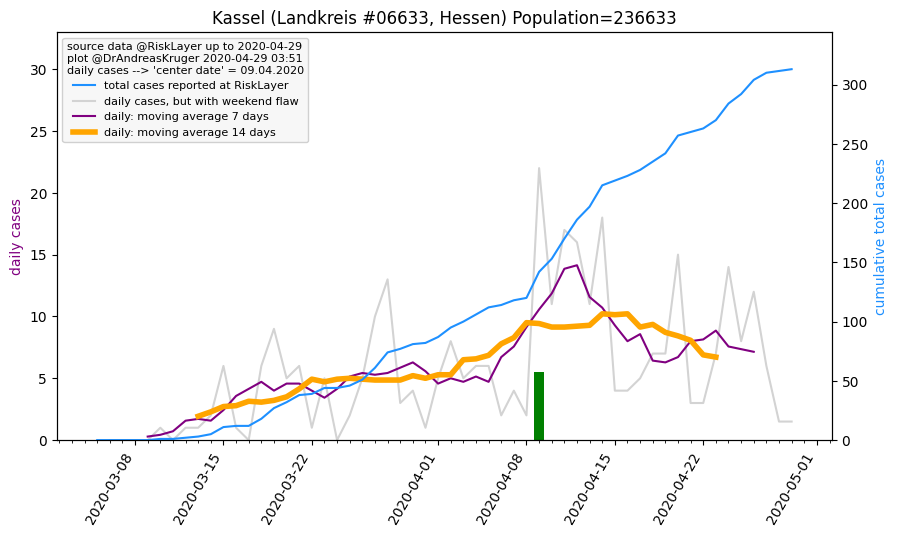 Kassel (Landkreis #06633, Hessen) Population=236633
source data @RiskLayer up to 2020-04-29
plot @DrAndreasKruger 2020-04-29 03:51
daily cases --> 'center date' = 09.04.2020
total cases reported at RiskLayer
daily cases, but with weekend flaw
daily: moving average 7 days
daily: moving average 14 days
daily cases
30
25
20
15
10
5
0
300
250
200
150
100
50
0
cumulative total cases
2020-03-08
2020-03-15
2020-03-22
2020-04-01
2020-04-08
2020-04-15
2020-04-22
2020-05-01